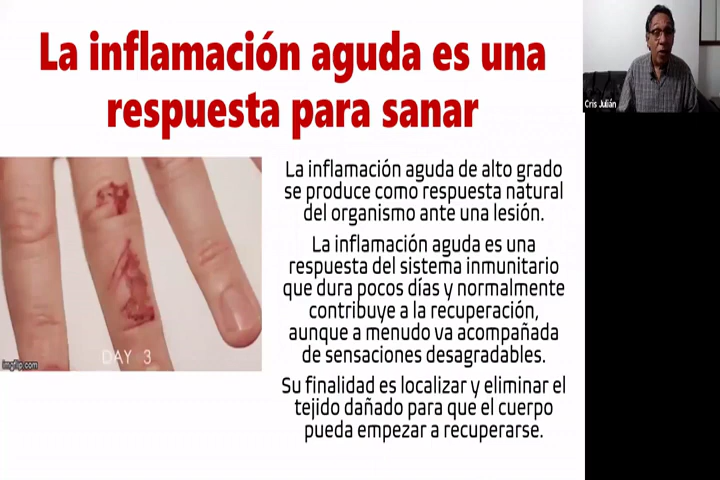 La inflamación aguda es una
respuesta para sanar
Cris Julián
La inflamación aguda de alto grado
se produce como respuesta natural
del organismo ante una lesión.
La inflamación aguda es una
respuesta del sistema inmunitario
que dura pocos días y normalmente
contribuye a la recuperación,
aunque a menudo va acompañada
de sensaciones desagradables.
Su finalidad es localizar y eliminar el
tejido dañado para que el cuerpo
pueda empezar a recuperarse.
DAY 3
imgflip.com